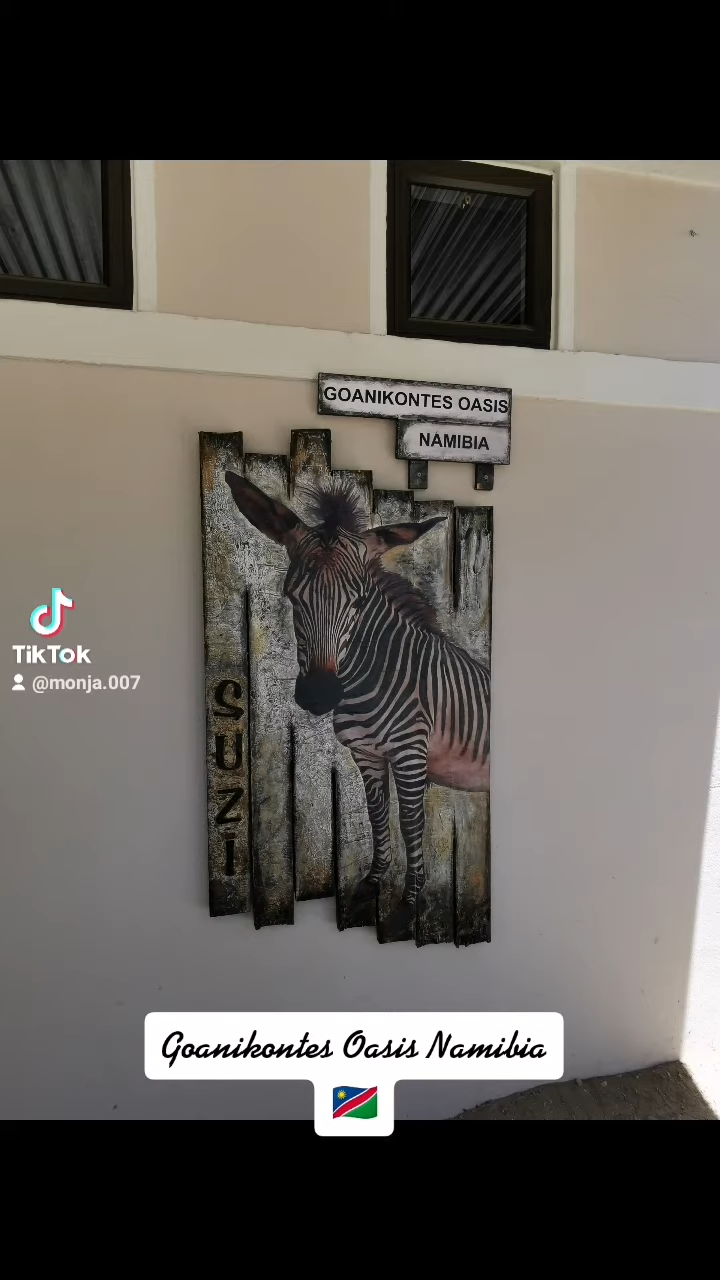 GOANIKONTES OASIS
NAMIBIA
SUZI
TikTok
@monja.007
Goanikontes Oasis Namibia
🇳🇦